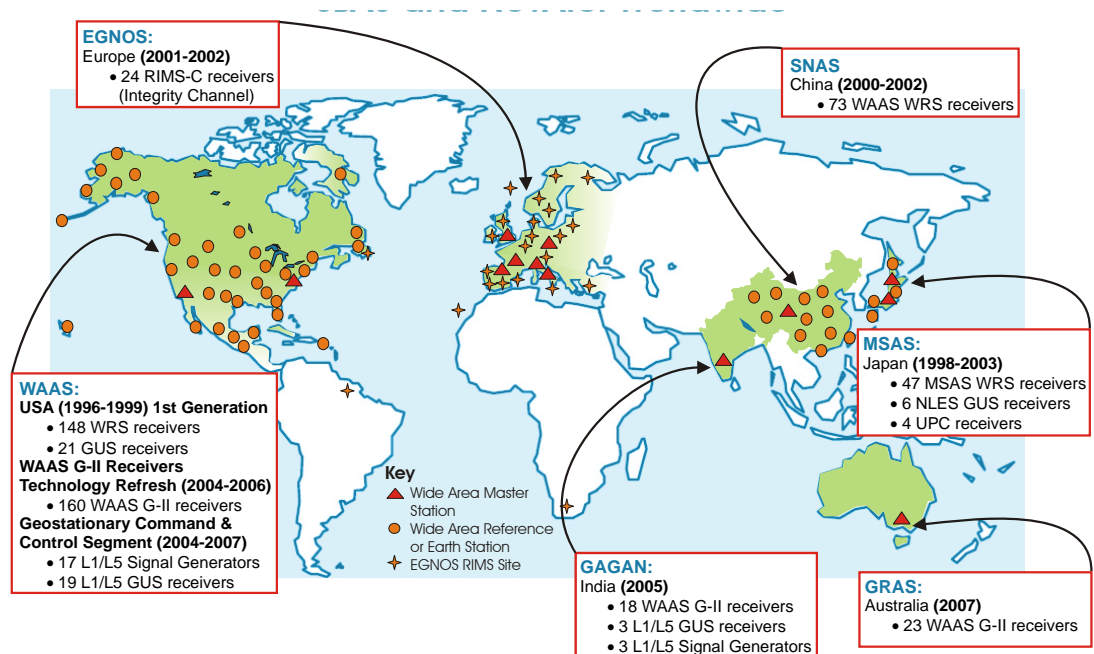 EGNOS:
Europe (2001-2002)
• 24 RIMS-C receivers
(Integrity Channel)
SNAS
China (2000-2002)
• 73 WAAS WRS receivers
MSAS:
Japan (1998-2003)
• 47 MSAS WRS receivers
• 6 NLES GUS receivers
• 4 UPC receivers
WAAS:
USA (1996-1999) 1st Generation
• 148 WRS receivers
• 21 GUS receivers
WAAS G-II Receivers
Technology Refresh (2004-2006)
• 160 WAAS G-II receivers
Geostationary Command &
Control Segment (2004-2007)
• 17 L1/L5 Signal Generators
• 19 L1/L5 GUS receivers
Key
Wide Area Master
Station
Wide Area Reference
or Earth Station
EGNOS RIMS Site
GAGAN:
India (2005)
• 18 WAAS G-II receivers
• 3 L1/L5 GUS receivers
• 3 L1/L5 Signal Generators
GRAS:
Australia (2007)
• 23 WAAS G-II receivers